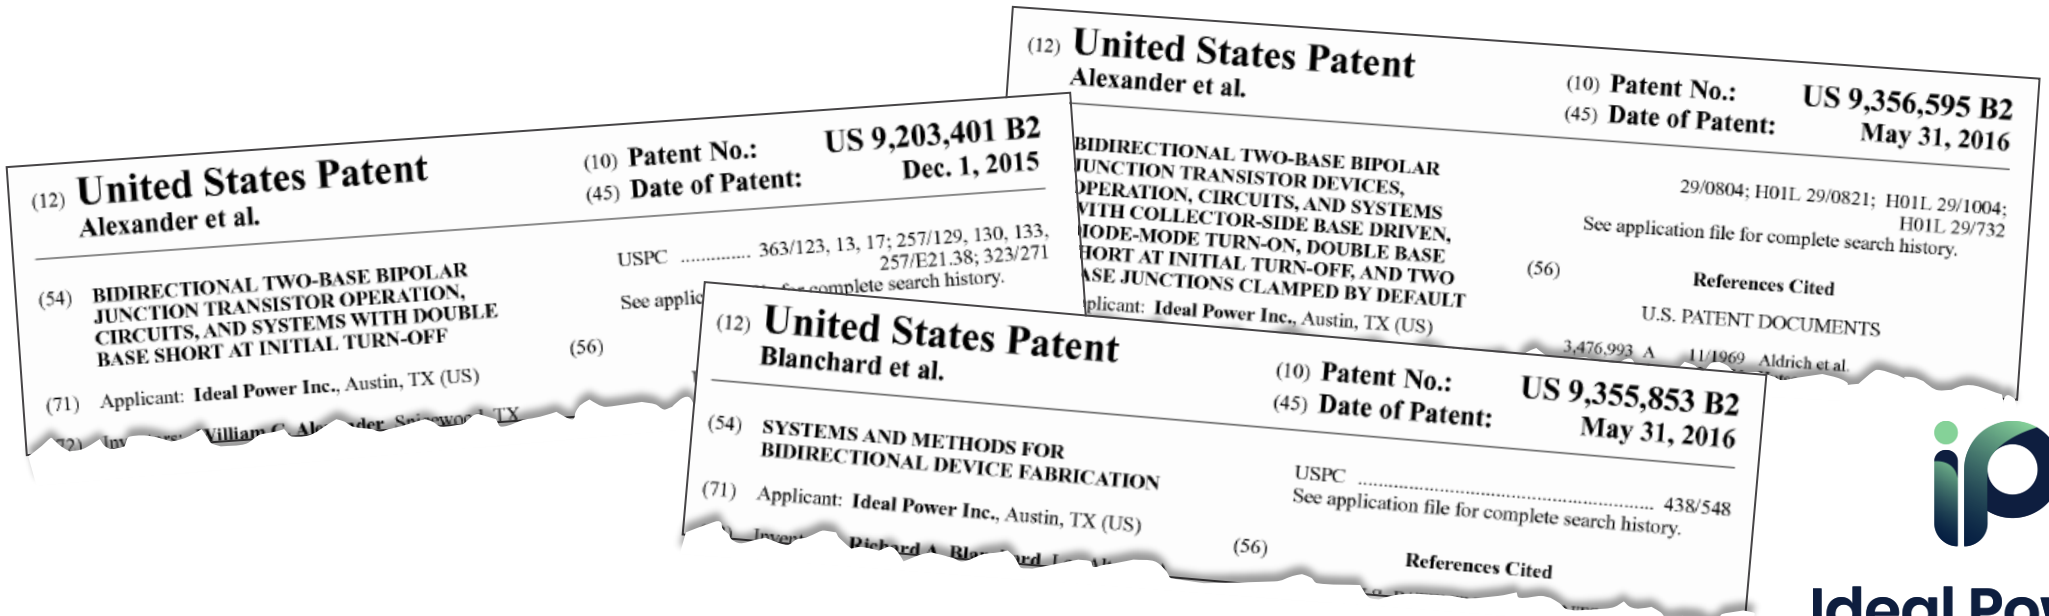 (12) United States Patent
Alexander et al.
(10) Patent No.: US 9,203,401 B2
(45) Date of Patent: Dec. 1, 2015
(54) BIDIRECTIONAL TWO-BASE BIPOLAR
JUNCTION TRANSISTOR OPERATION,
CIRCUITS, AND SYSTEMS WITH DOUBLE
BASE SHORT AT INITIAL TURN-OFF
(71) Applicant: Ideal Power Inc., Austin, TX (US)
USPC .............. 363/123, 13, 17; 257/129, 130, 133,
257/E21.38; 323/271
See complete search history.
(56)
(12) United States Patent
Alexander et al.
(10) Patent No.: US 9,356,595 B2
(45) Date of Patent: May 31, 2016
BIDIRECTIONAL TWO-BASE BIPOLAR
JUNCTION TRANSISTOR DEVICES,
OPERATION, CIRCUITS, AND SYSTEMS
WITH COLLECTOR-SIDE BASE DRIVEN,
DIODE-MODE TURN-ON, DOUBLE BASE
SHORT AT INITIAL TURN-OFF, AND TWO
BASE JUNCTIONS CLAMPED BY DEFAULT
Ideal Power Inc., Austin, TX (US)
29/0804; H01L 29/0821; H01L 29/1004;
H01L 29/732
See application file for complete search history.
(56) References Cited
U.S. PATENT DOCUMENTS
3,476,993 A 11/1969 Aldrich et al.
(12) United States Patent
Blanchard et al.
(10) Patent No.: US 9,355,853 B2
(45) Date of Patent: May 31, 2016
(54) SYSTEMS AND METHODS FOR
BIDIRECTIONAL DEVICE FABRICATION
(71) Applicant: Ideal Power Inc., Austin, TX (US)
USPC .................................................... 438/548
See application file for complete search history.
(56) References Cited
ip
Ideal